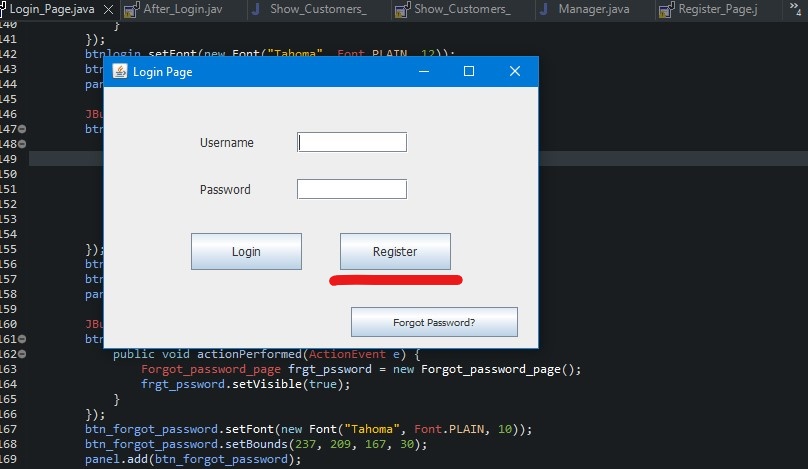 Login_Page.java After_Login.jav Show_Customers_ Show_Customers_ Manager.java Register_Page.j 4
140 }
141 });
142 btnlogin.setFont(new Font("Tahoma", Font.PLAIN, 12));
143 btn
144 pan
145
146 JBu
147 btn
148
149
150
151
152
153
154
155 });
156 btn
157 btn
158 pan
159
160 JBu
161 btn
162 public void actionPerformed(ActionEvent e) {
163 Forgot_password_page frgt_pssword = new Forgot_password_page();
164 frgt_pssword.setVisible(true);
165 }
166 });
167 btn_forgot_password.setFont(new Font("Tahoma", Font.PLAIN, 10));
168 btn_forgot_password.setBounds(237, 209, 167, 30);
169 panel.add(btn_forgot_password);
Login Page
Username
Password
Login Register
Forgot Password?